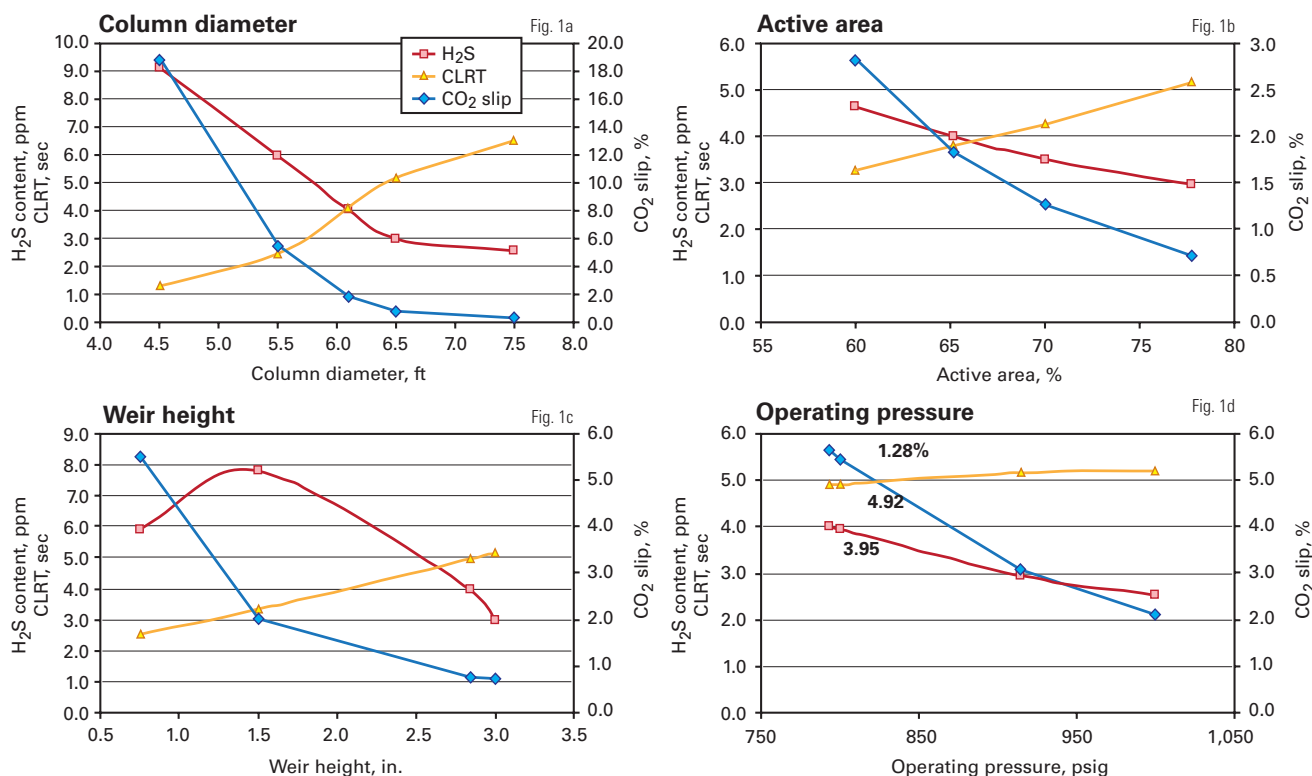 Column diameter
Fig. 1a
H₂S
CLRT
CO₂ slip
10.0
9.0
8.0
7.0
6.0
5.0
4.0
3.0
2.0
1.0
0.0
H₂S content, ppm
CLRT, sec
20.0
18.0
16.0
14.0
12.0
10.0
8.0
6.0
4.0
2.0
0.0
CO₂ slip, %
4.0 4.5 5.0 5.5 6.0 6.5 7.0 7.5 8.0
Column diameter, ft
Active area
Fig. 1b
6.0
5.0
4.0
3.0
2.0
1.0
0.0
H₂S content, ppm
CLRT, sec
3.0
2.5
2.0
1.5
1.0
0.5
0.0
CO₂ slip, %
55 60 65 70 75 80
Active area, %
Weir height
Fig. 1c
9.0
8.0
7.0
6.0
5.0
4.0
3.0
2.0
1.0
0.0
H₂S content, ppm
CLRT, sec
6.0
5.0
4.0
3.0
2.0
1.0
0.0
CO₂ slip, %
0.5 1.0 1.5 2.0 2.5 3.0 3.5
Weir height, in.
Operating pressure
Fig. 1d
6.0
5.0
4.0
3.0
2.0
1.0
0.0
H₂S content, ppm
CLRT, sec
1.28%
4.92
3.95
6.0
5.0
4.0
3.0
2.0
1.0
0.0
CO₂ slip, %
750 850 950 1,050
Operating pressure, psig